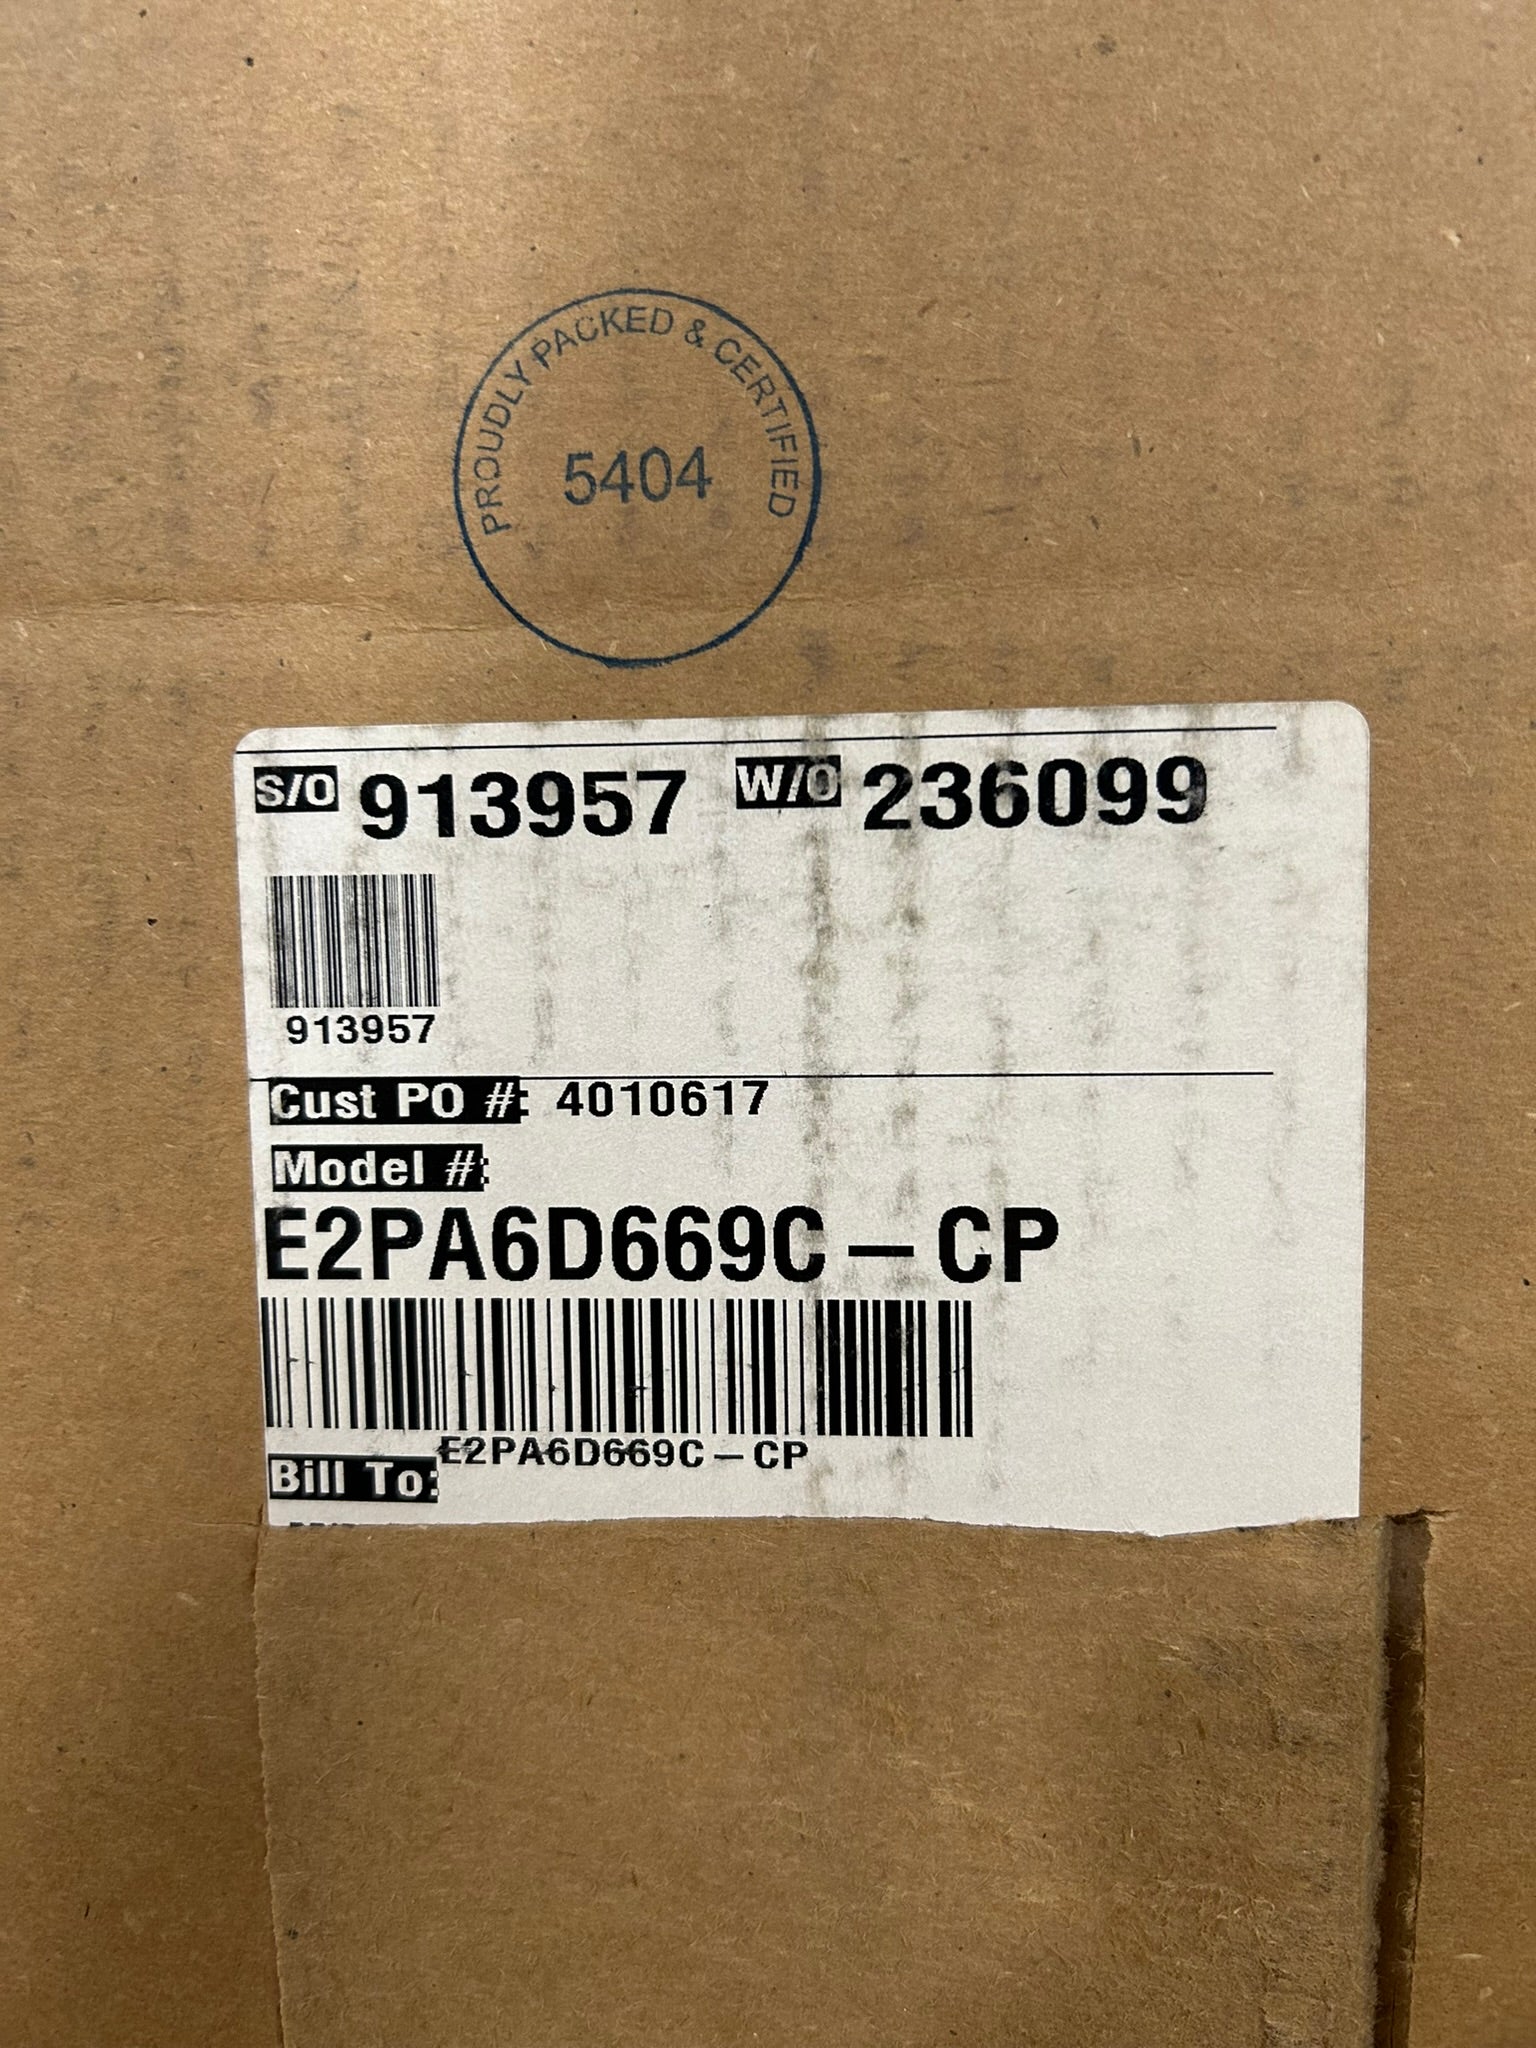 PROUDLY PACKED & CERTIFIED
5404
S/O 913957 W/O 236099
913957
Cust PO #: 4010617
Model #:
E2PA6D669C-CP
E2PA6D669C-CP
Bill To: